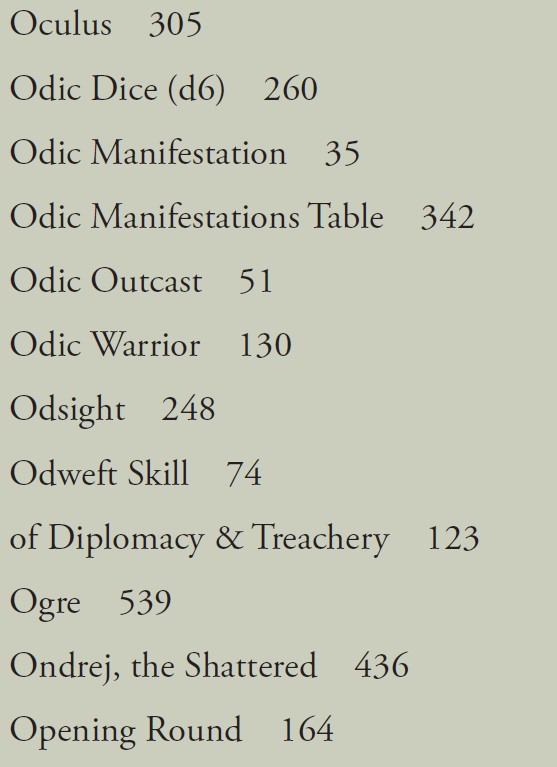 Oculus 305
Odic Dice (d6) 260
Odic Manifestation 35
Odic Manifestations Table 342
Odic Outcast 51
Odic Warrior 130
Odsight 248
Odweft Skill 74
of Diplomacy & Treachery 123
Ogre 539
Ondrej, the Shattered 436
Opening Round 164